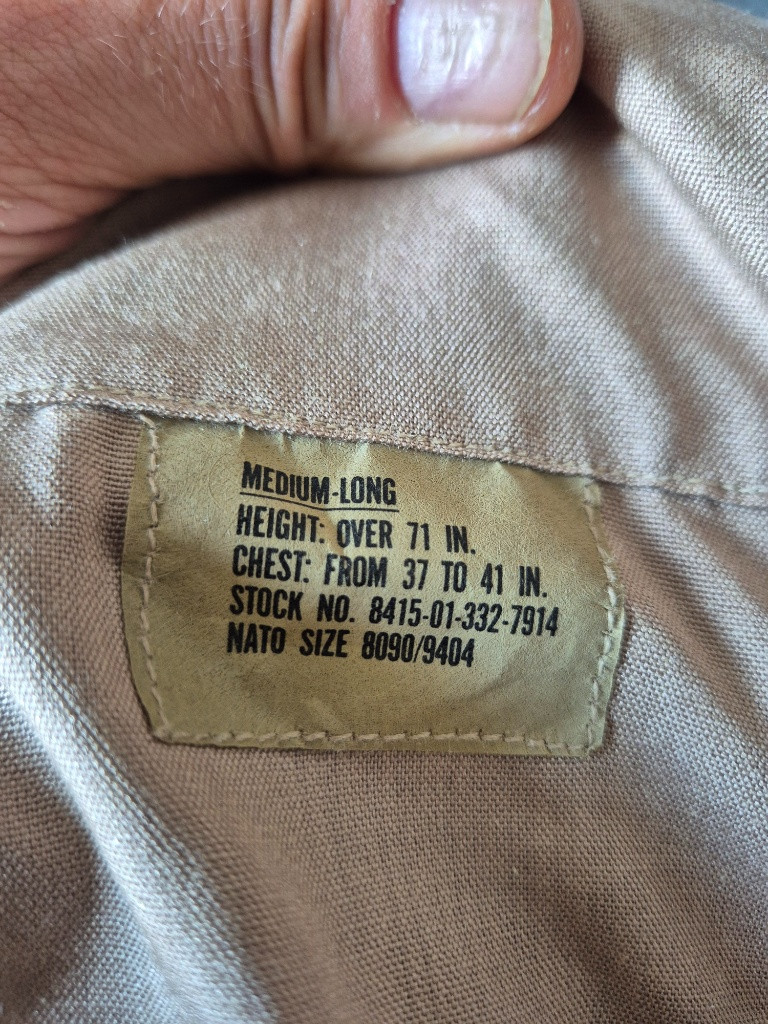 MEDIUM-LONG
HEIGHT: OVER 71 IN.
CHEST: FROM 37 TO 41 IN.
STOCK NO. 8415-01-332-7914
NATO SIZE 8090/9404